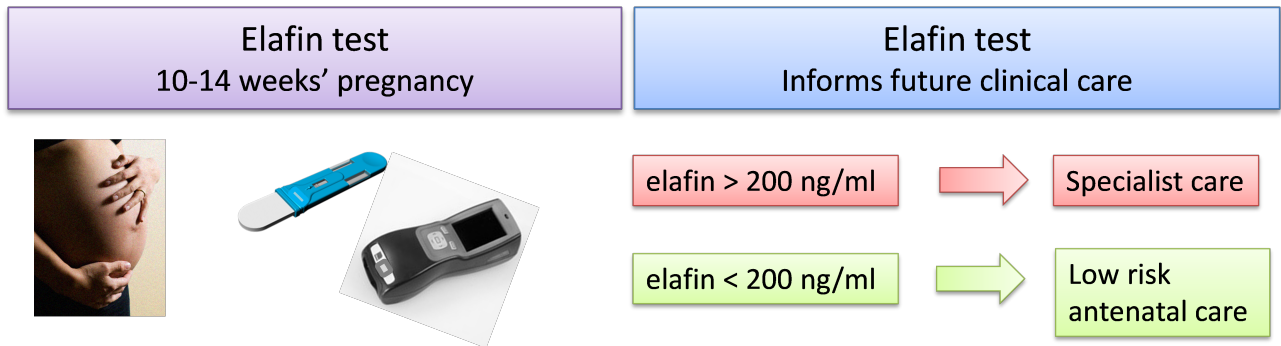 Elafin test
10-14 weeks’ pregnancy
Elafin test
Informs future clinical care
elafin > 200 ng/ml
Specialist care
elafin < 200 ng/ml
Low risk
antenatal care